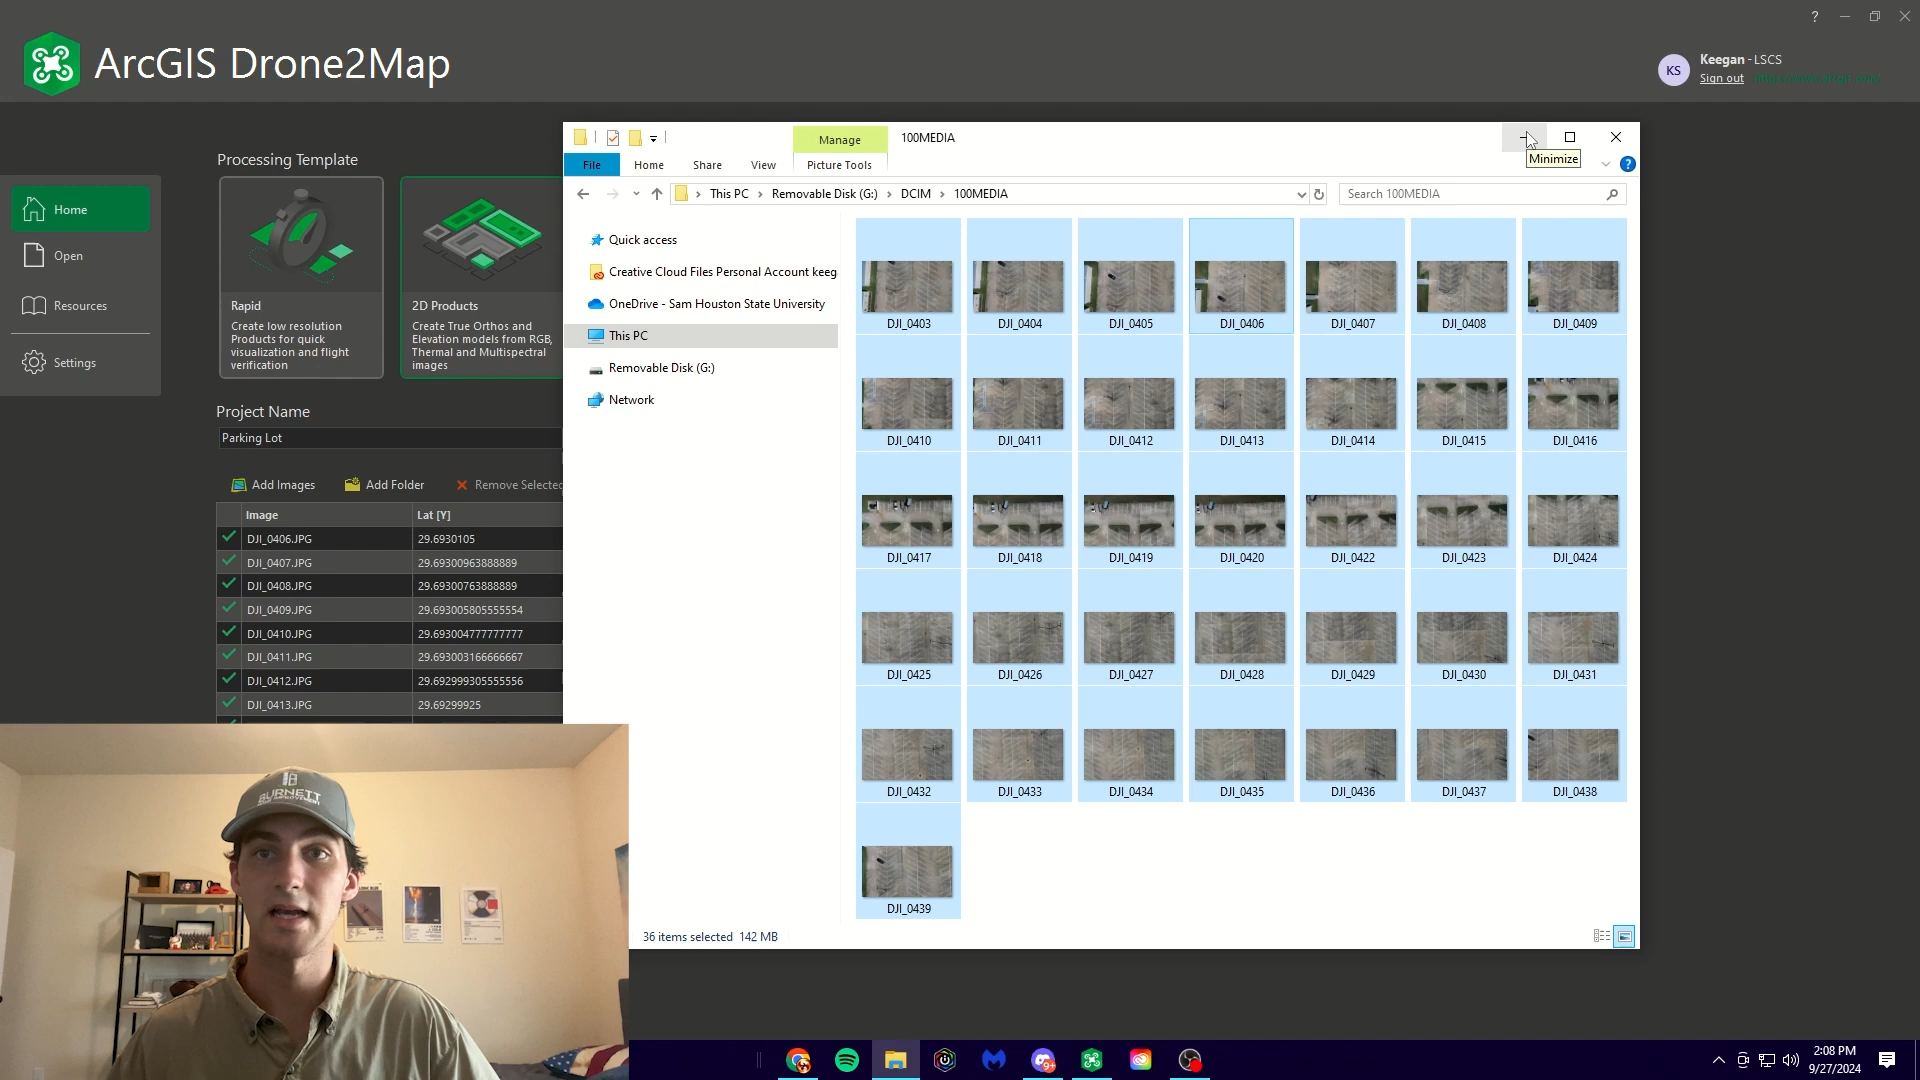 ArcGIS Drone2Map
?
KS
Keegan - LSCS
Sign out
Home
Open
Resources
Settings
Processing Template
Rapid
Create low resolution
Products for quick
visualization and flight
verification
2D Products
Create True Orthos and
Elevation models from RGB,
Thermal and Multispectral
images
Project Name
Parking Lot
Add Images
Add Folder
Remove Selected
Image
Lat [Y]
DJI_0406.JPG 29.6930105
DJI_0407.JPG 29.69300963888889
DJI_0408.JPG 29.69300763888889
DJI_0409.JPG 29.693005805555554
DJI_0410.JPG 29.693004777777777
DJI_0411.JPG 29.693003166666667
DJI_0412.JPG 29.692999305555556
DJI_0413.JPG 29.69299925
Manage
100MEDIA
Minimize
File
Home
Share
View
Picture Tools
?
This PC > Removable Disk (G:) > DCIM > 100MEDIA
Search 100MEDIA
Quick access
Creative Cloud Files Personal Account keeg
OneDrive - Sam Houston State University
This PC
Removable Disk (G:)
Network
DJI_0403 DJI_0404 DJI_0405 DJI_0406 DJI_0407 DJI_0408 DJI_0409
DJI_0410 DJI_0411 DJI_0412 DJI_0413 DJI_0414 DJI_0415 DJI_0416
DJI_0417 DJI_0418 DJI_0419 DJI_0420 DJI_0422 DJI_0423 DJI_0424
DJI_0425 DJI_0426 DJI_0427 DJI_0428 DJI_0429 DJI_0430 DJI_0431
DJI_0432 DJI_0433 DJI_0434 DJI_0435 DJI_0436 DJI_0437 DJI_0438
DJI_0439
36 items selected 142 MB
BURNETT
9+
2:08 PM
9/27/2024